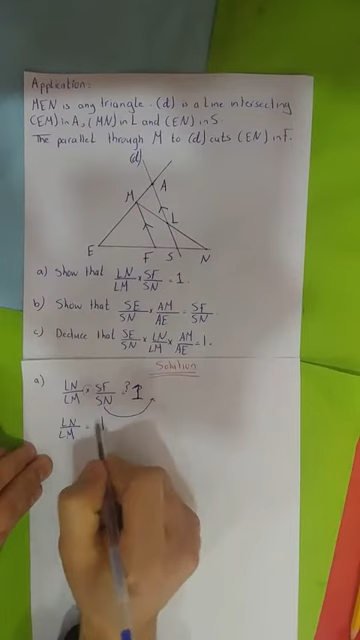 Application:
MEN is any triangle. (d) is a line intersecting
(EM) in A, (MN) in L and (EN) in S.
The parallel through M to (d) cuts (EN) in F.
(d)
A
M
L
E F S N
a) Show that LN/LM × SF/SN = 1.
b) Show that SE/SN × AM/AE = SF/SN.
c) Deduce that SE/SN × LN/LM × AM/AE = 1.
Solution
a) LN/LM × SF/SN =? 1
LN/LM =